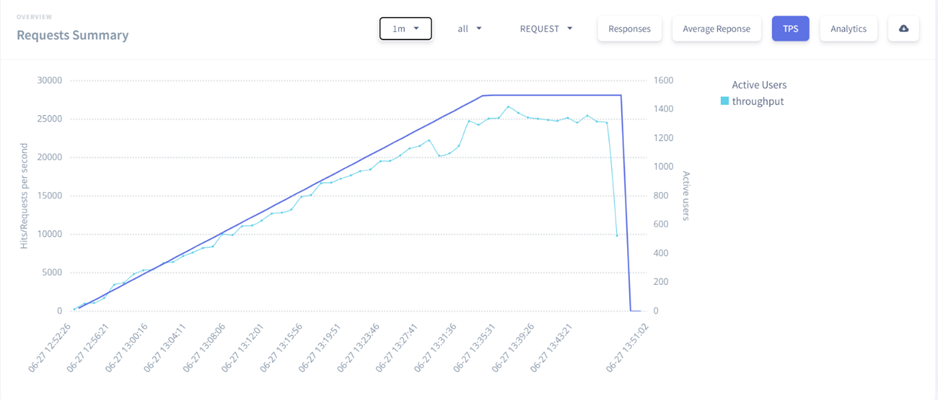 OVERVIEW
Requests Summary
1m
all
REQUEST
Responses
Average Reponse
TPS
Analytics
30000
25000
20000
15000
10000
5000
0
Hits/Requests per second
1600
1400
1200
1000
800
600
400
200
0
Active users
Active Users
throughput
06-27 12:52:26
06-27 12:56:21
06-27 13:00:16
06-27 13:04:11
06-27 13:08:06
06-27 13:12:01
06-27 13:15:56
06-27 13:19:51
06-27 13:23:46
06-27 13:27:41
06-27 13:31:36
06-27 13:35:31
06-27 13:39:26
06-27 13:43:21
06-27 13:51:02